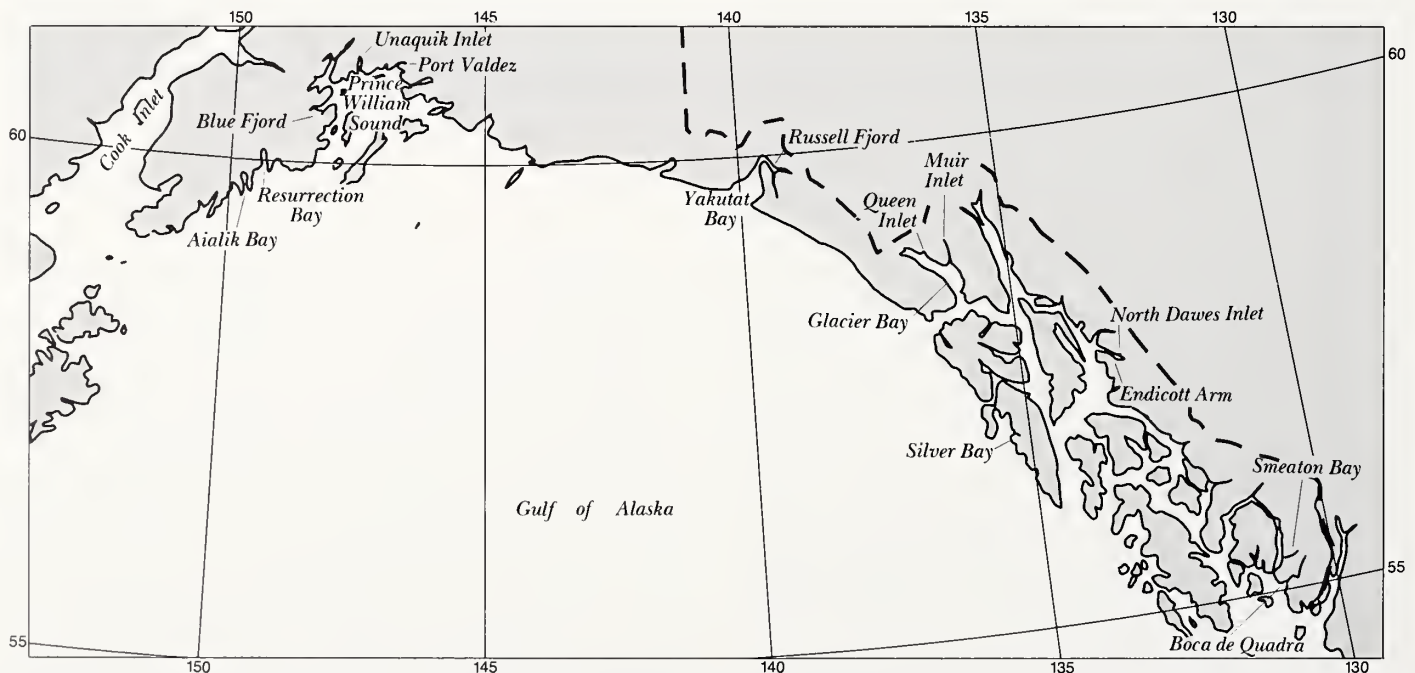 150
145
140
135
130
Unaquik Inlet
Port Valdez
60
Prince
William
Sound
Cook Inlet
Blue Fjord
60
Russell Fjord
Muir
Inlet
Resurrection
Bay
Yakutat
Bay
Queen
Inlet
Aialik Bay
Glacier Bay
North Dawes Inlet
Endicott Arm
Silver Bay
Smeaton Bay
Gulf of Alaska
55
55
Boca de Quadra
150
145
140
135
130